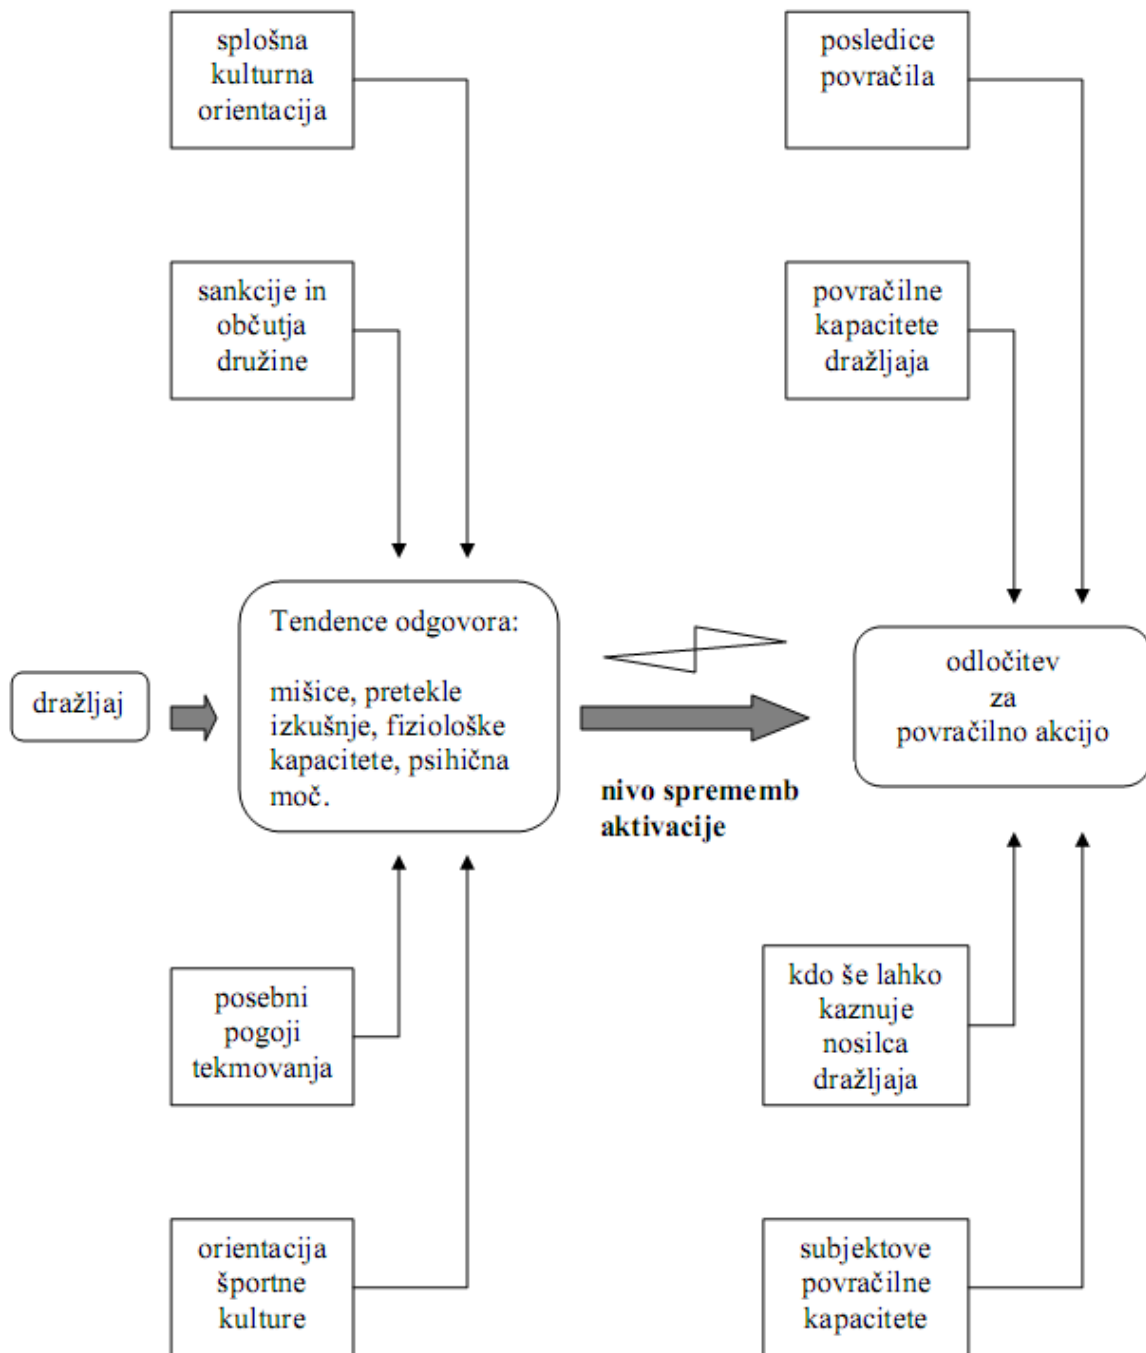 splošna
kulturna
orientacija
posledice
povračila
sankcije in
občutja
družine
povračilne
kapacitete
dražljaja
dražljaj
Tendence odgovora:
mišice, pretekle
izkušnje, fiziološke
kapacitete, psihična
moč.
nivo sprememb
aktivacije
odločitev
za
povračilno akcijo
posebni
pogoji
tekmovanja
kdo še lahko
kaznuje
nosilca
dražljaja
orientacija
športne
kulture
subjektove
povračilne
kapacitete